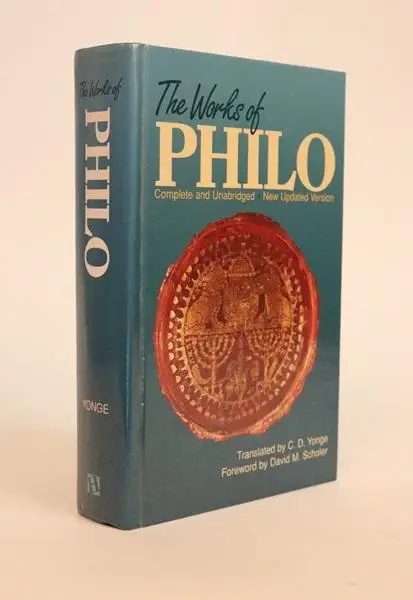 The Works of
PHILO
YONGE
The Works of
PHILO
Complete and Unabridged New Updated Version
Translated by C. D. Yonge
Foreword by David M. Scholer